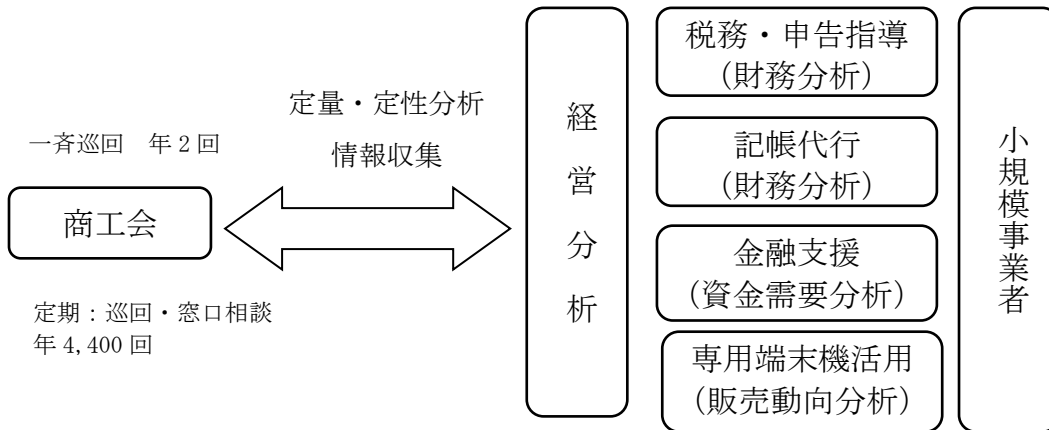 一斉巡回　年２回
商工会
定期：巡回・窓口相談
年 4,400 回
定量・定性分析
情報収集
経営分析
税務・申告指導
(財務分析)
記帳代行
(財務分析)
金融支援
(資金需要分析)
専用端末機活用
(販売動向分析)
小規模事業者